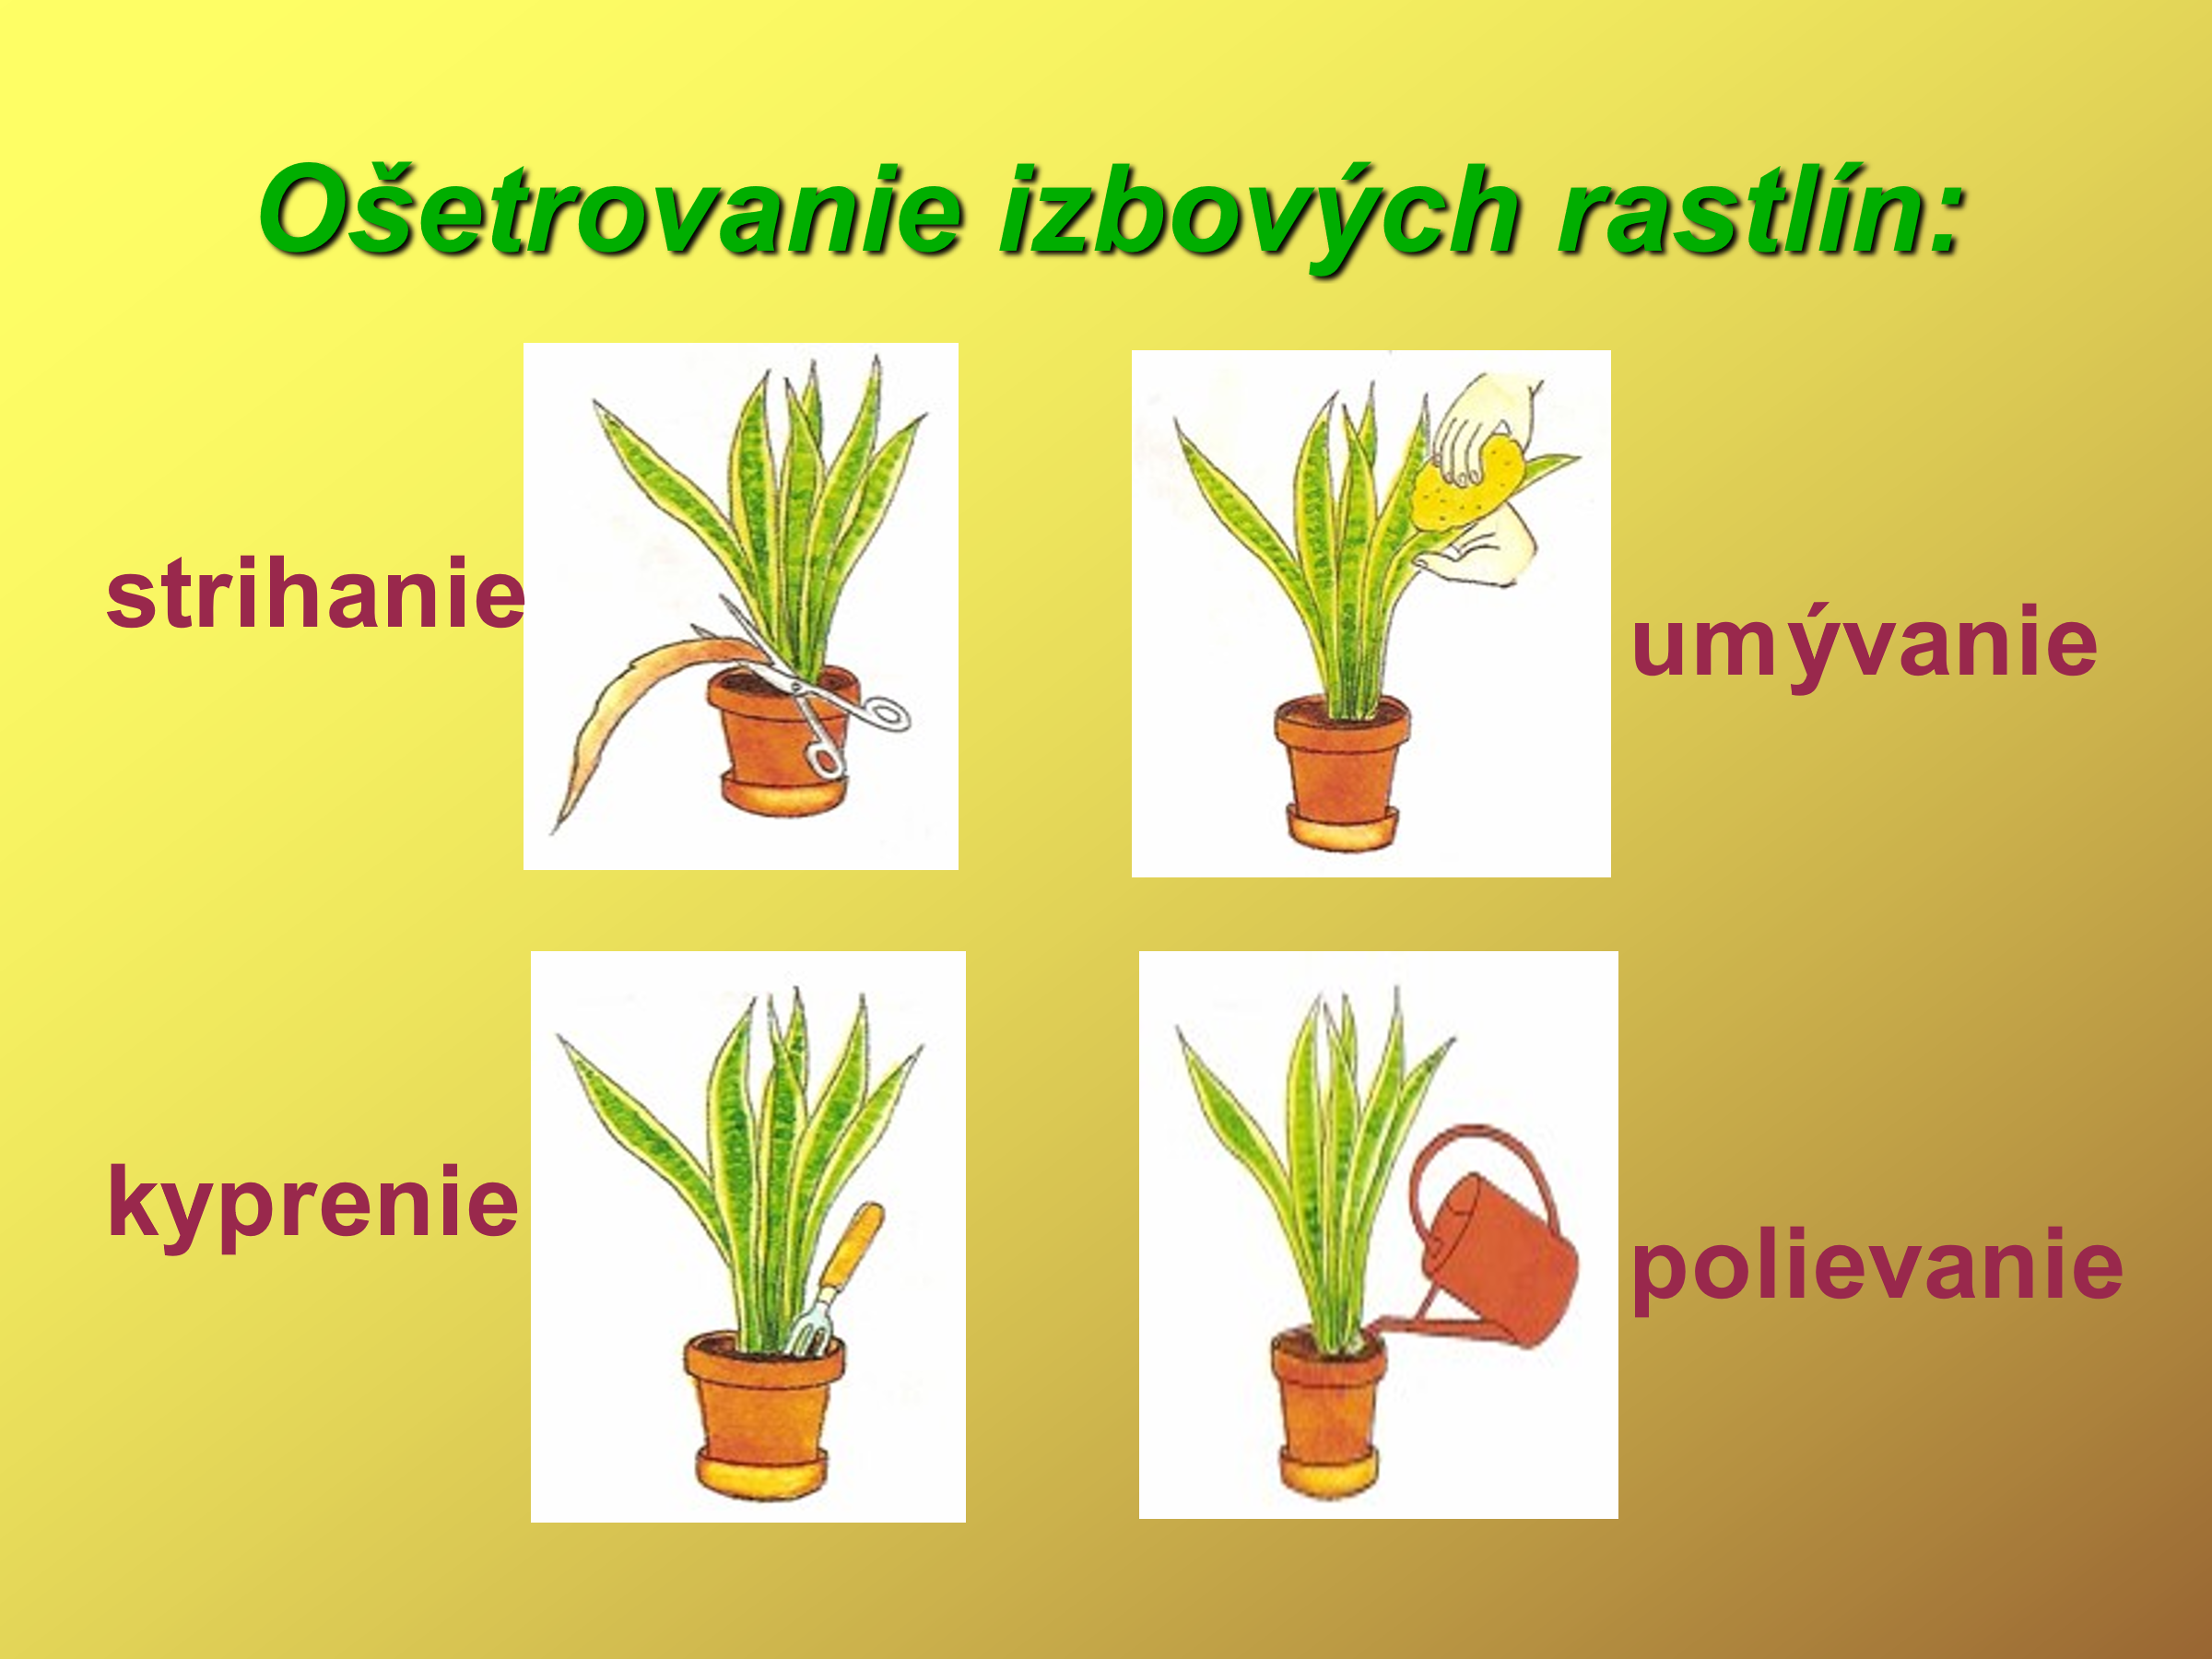 Ošetrovanie izbových rastlín:
strihanie
umývanie
kyprenie
polievanie